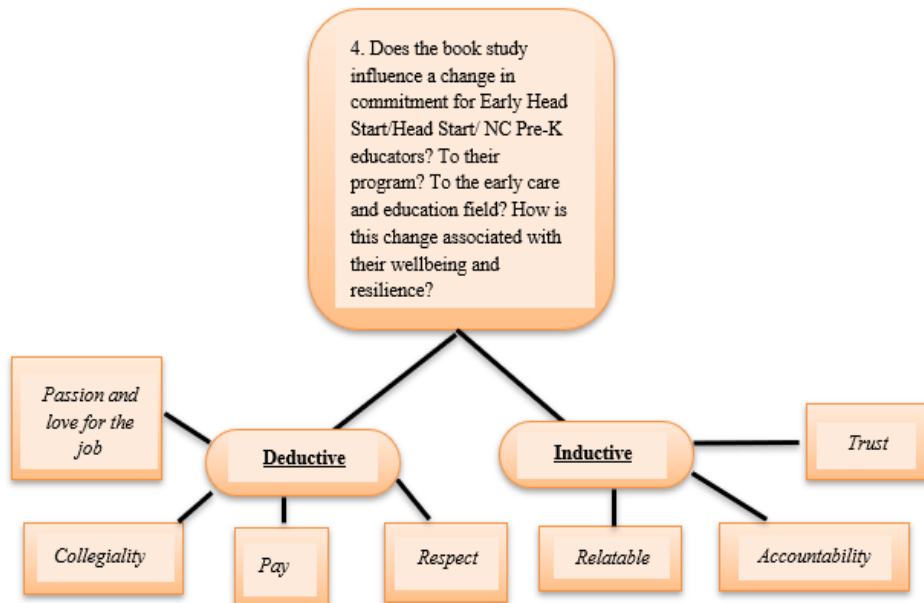 4. Does the book study
influence a change in
commitment for Early Head
Start/Head Start/ NC Pre-K
educators? To their
program? To the early care
and education field? How is
this change associated with
their wellbeing and
resilience?
Passion and
love for the
job
Deductive
Inductive
Trust
Collegiality
Pay
Respect
Relatable
Accountability